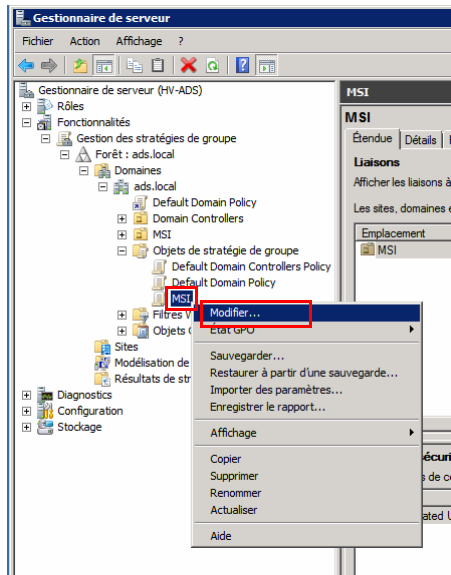 Gestionnaire de serveur
Fichier Action Affichage ?
Gestionnaire de serveur (HV-ADS)
Rôles
Fonctionnalités
Gestion des stratégies de groupe
Forêt : ads.local
Domaines
ads.local
Default Domain Policy
Domain Controllers
MSI
Objets de stratégie de groupe
Default Domain Controllers Policy
Default Domain Policy
MSI
Filtres
Objets
Sites
Modélisation de
Résultats de
Diagnostics
Configuration
Stockage
MSI
MSI
Étendue Détails
Liaisons
Afficher les liaisons à
Les sites, domaines
Emplacement
MSI
Modifier...
État GPO
Sauvegarder...
Restaurer à partir d'une sauvegarde...
Importer des paramètres...
Enregistrer le rapport...
Affichage
Copier
Supprimer
Renommer
Actualiser
Aide